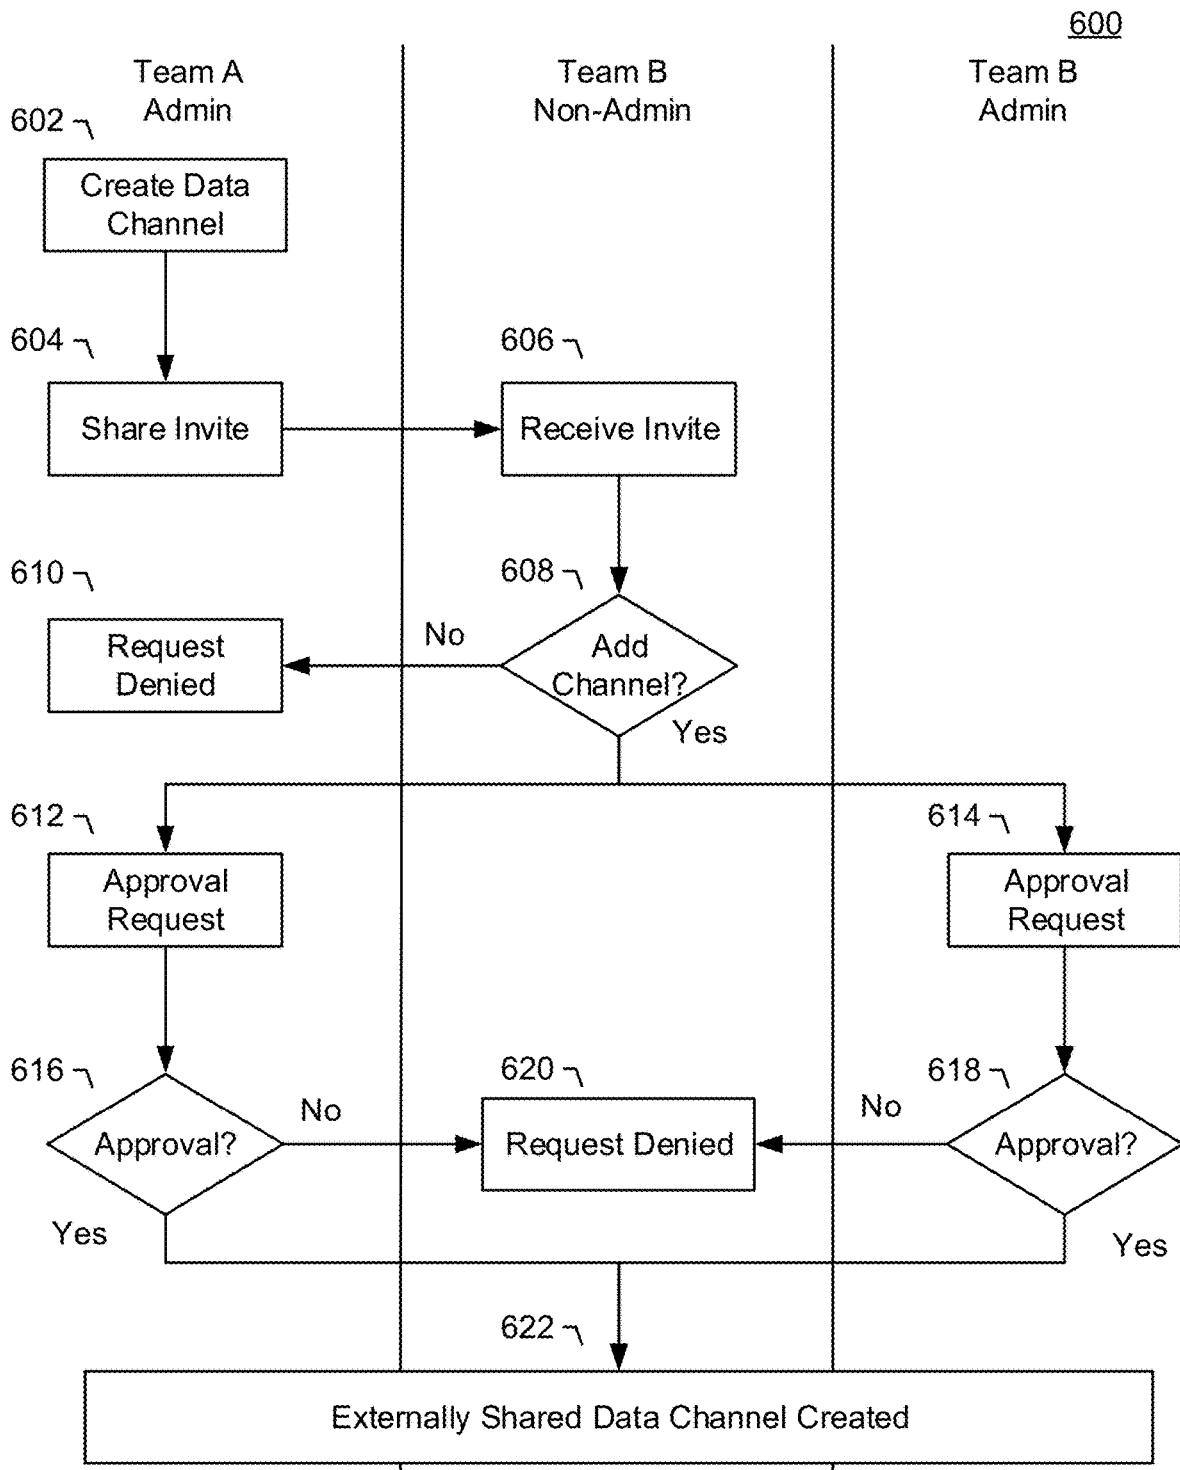 600
Team A
Admin
Team B
Non-Admin
Team B
Admin
602
Create Data
Channel
604
Share Invite
606
Receive Invite
610
Request
Denied
No
608
Add
Channel?
Yes
612
Approval
Request
614
Approval
Request
616
Approval?
No
Yes
620
Request Denied
618
No
Approval?
Yes
622
Externally Shared Data Channel Created